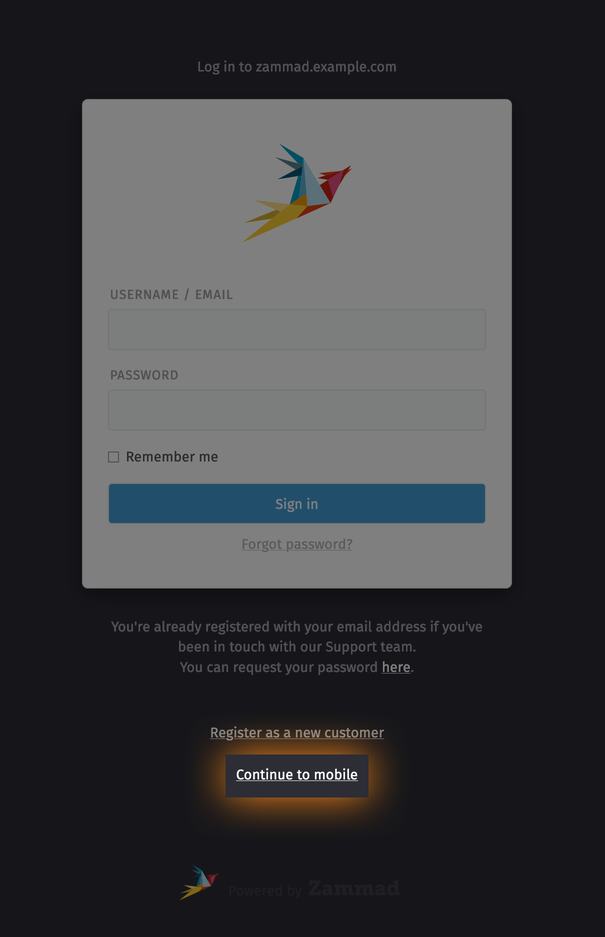 Log in to zammad.example.com
USERNAME / EMAIL
PASSWORD
Remember me
Sign in
Forgot password?
You're already registered with your email address if you've
been in touch with our Support team.
You can request your password here.
Register as a new customer
Continue to mobile
Powered by Zammad